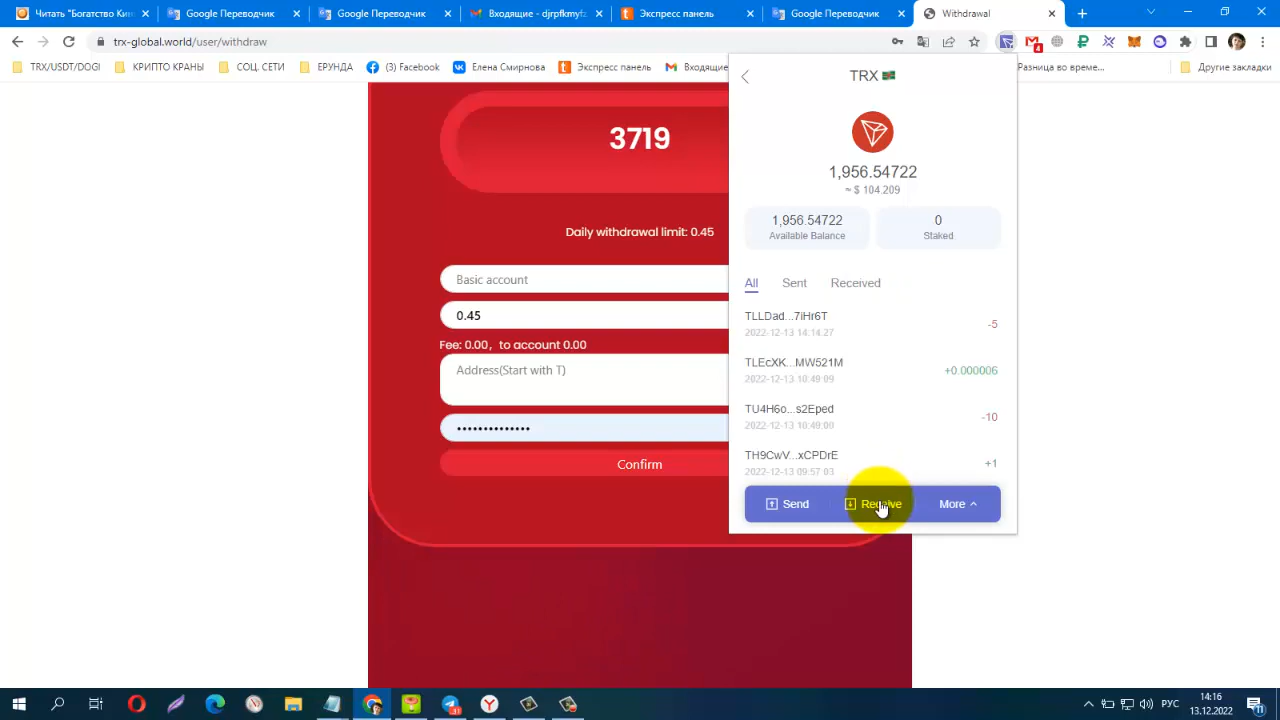 Читать "Богатство Кин
Google Переводчик
Google Переводчик
Входящие - djrpfkmyfz
Экспресс панель
Google Переводчик
Withdrawal
trx-global.world/user/withdraw
4
TRX/USDT/DOGI
КРИПТО КРАНЫ
СОЦ. СЕТИ
ЕРУНДА
(3) Facebook
Елена Смирнова
Экспресс панель
Входящие
Разница во време...
Другие закладки
3719
Daily withdrawal limit: 0.45
Basic account
0.45
Fee: 0.00, to account 0.00
Address(Start with T)
••••••••••••••
Confirm
TRX
1,956.54722
≈ $ 104.209
1,956.54722
Available Balance
0
Staked
All
Sent
Received
TLLDad...7iHr6T
2022-12-13 14:14:27
-5
TLEcXK...MW521M
2022-12-13 10:49:09
+0.000006
TU4H6o...s2Eped
2022-12-13 10:49:09
-10
TH9CwV...xCPDrE
2022-12-13 09:57:03
+1
Send
Receive
More
РУС
14:16
13.12.2022